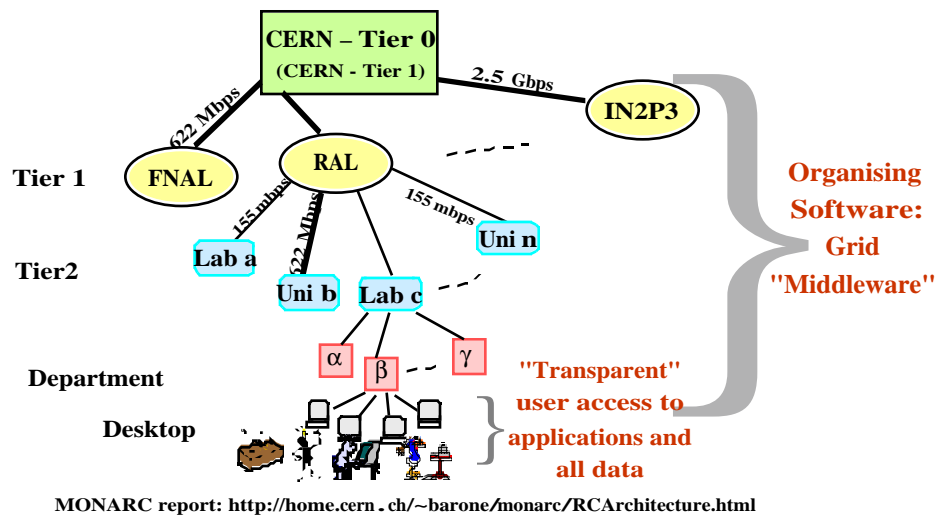 CERN – Tier 0
(CERN - Tier 1)
2.5 Gbps
622 Mbps
IN2P3
Tier 1
FNAL
RAL
Organising
Software:
Grid
"Middleware"
155 mbps
622 Mbps
155 mbps
Uni n
Lab a
Tier2
Uni b
Lab c
α
β
γ
Department
Desktop
"Transparent"
user access to
applications and
all data
MONARC report: http://home.cern.ch/~barone/monarc/RCArchitecture.html